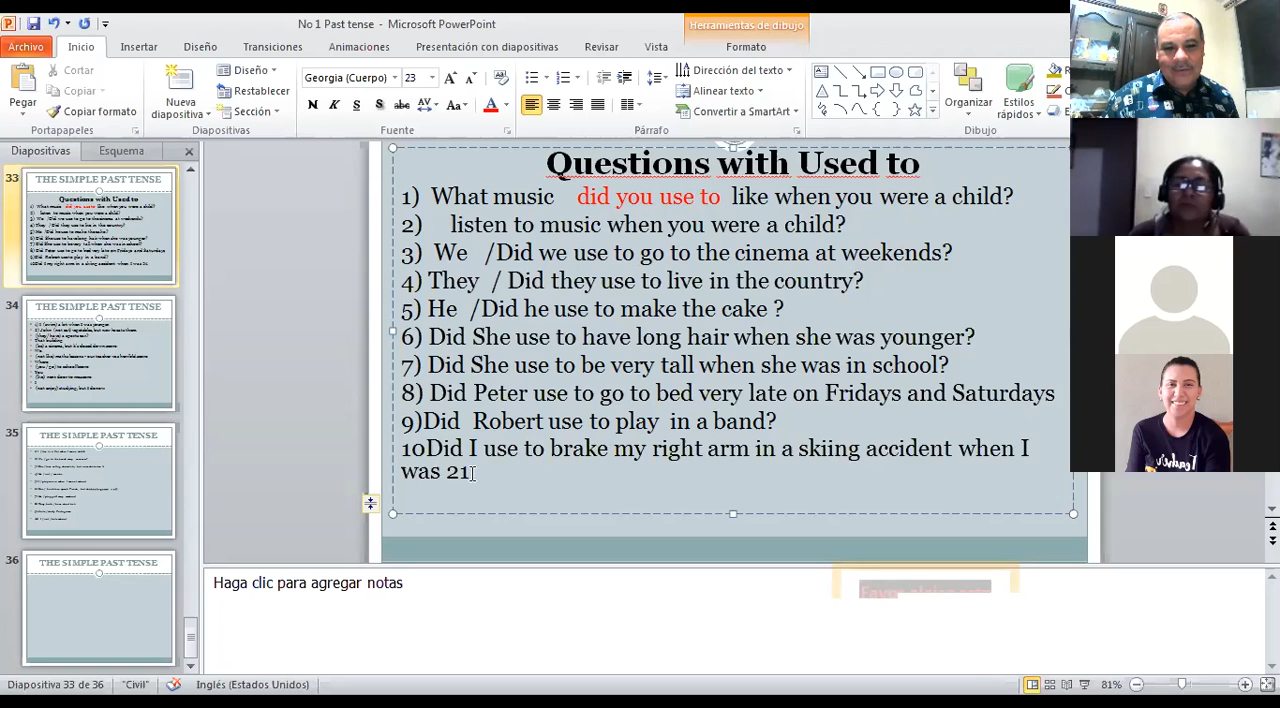 No 1 Past tense - Microsoft PowerPoint
Herramientas de dibujo
Archivo Inicio Insertar Diseño Transiciones Animaciones Presentación con diapositivas Revisar Vista Formato
Pegar
Cortar
Copiar
Copiar formato
Portapapeles
Nueva diapositiva
Diseño
Restablecer
Sección
Diapositivas
Georgia (Cuerpo) 23
N K S S abc AV Aa A
Fuente
Dirección del texto
Alinear texto
Convertir a SmartArt
Párrafo
Organizar
Estilos rápidos
Dibujo
Diapositivas Esquema
33
THE SIMPLE PAST TENSE
Questions with Used to
34
THE SIMPLE PAST TENSE
35
THE SIMPLE PAST TENSE
36
THE SIMPLE PAST TENSE
Questions with Used to
1) What music did you use to like when you were a child?
2) listen to music when you were a child?
3) We /Did we use to go to the cinema at weekends?
4) They / Did they use to live in the country?
5) He /Did he use to make the cake ?
6) Did She use to have long hair when she was younger?
7) Did She use to be very tall when she was in school?
8) Did Peter use to go to bed very late on Fridays and Saturdays
9)Did Robert use to play in a band?
10Did I use to brake my right arm in a skiing accident when I
was 21
Haga clic para agregar notas
Diapositiva 33 de 36 "Civil" Inglés (Estados Unidos) 81%